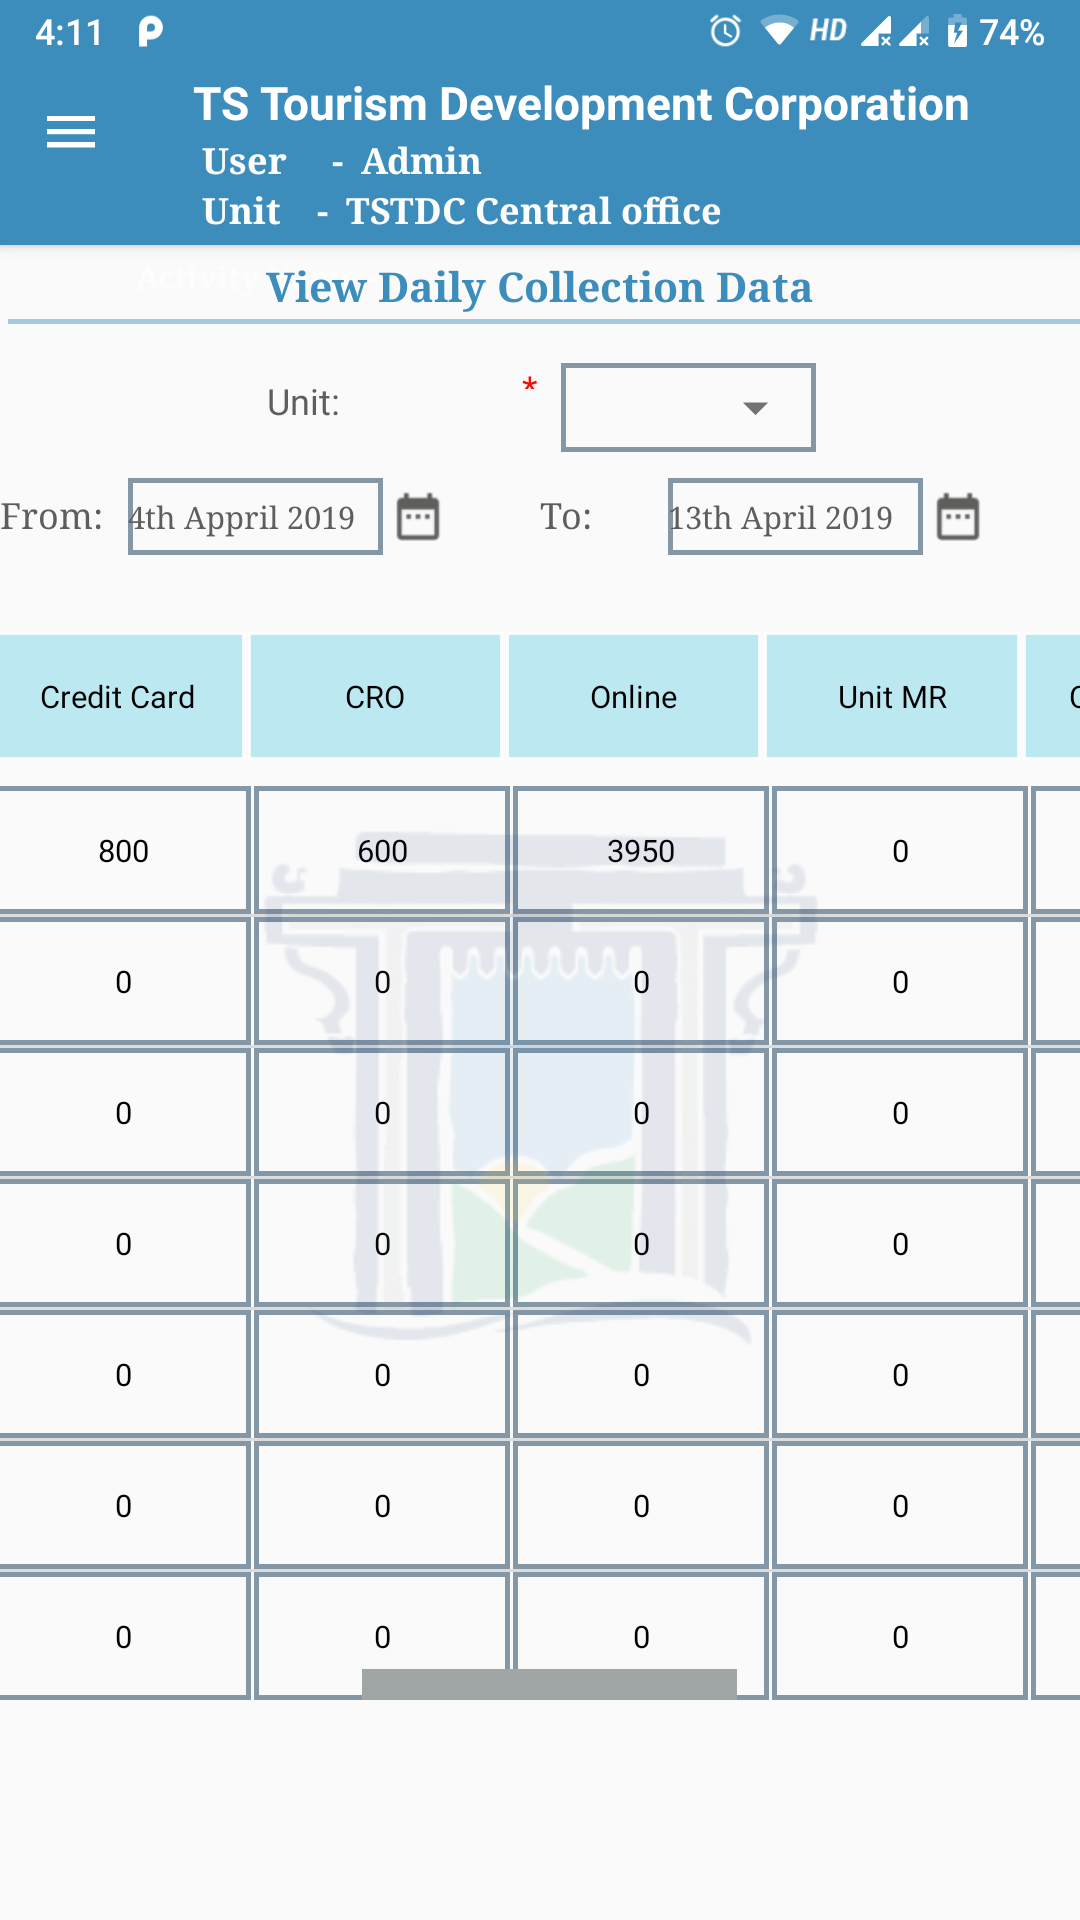 4:11 HD 74%
TS Tourism Development Corporation
User - Admin
Unit - TSTDC Central office
Activity
View Daily Collection Data
Unit: *
From: 4th Appril 2019 To: 13th April 2019
Credit Card CRO Online Unit MR
800 600 3950 0
0 0 0 0
0 0 0 0
0 0 0 0
0 0 0 0
0 0 0 0
0 0 0 0